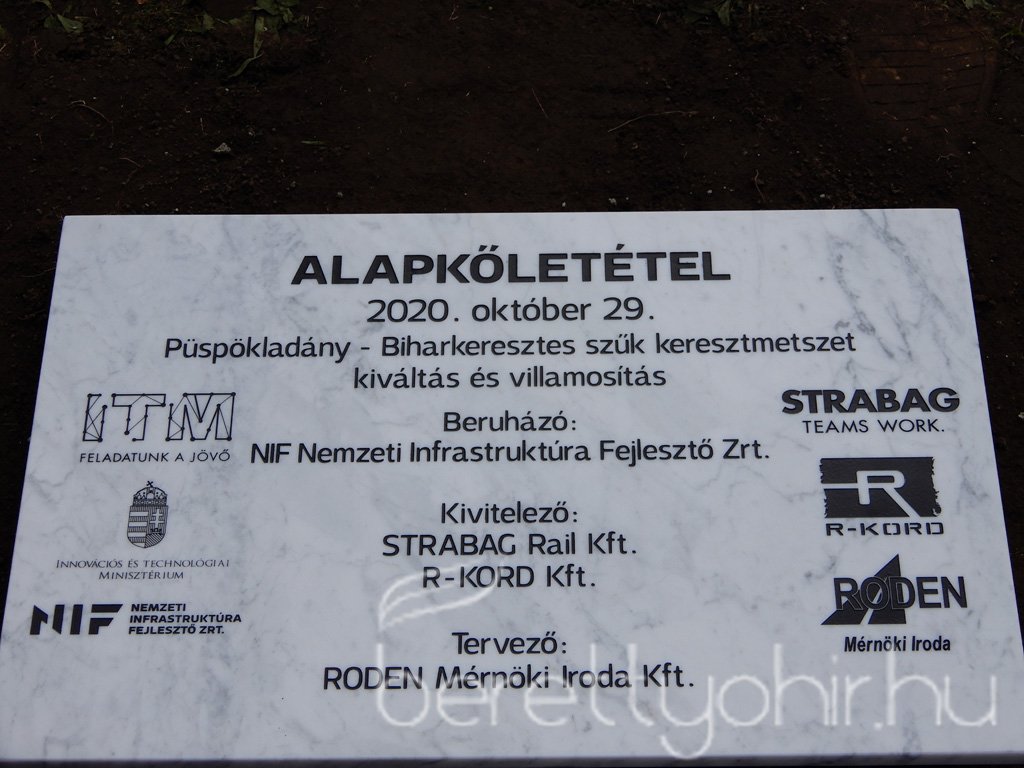 ALAPKŐLETÉTEL
2020. október 29.
Püspökladány - Biharkeresztes szűk keresztmetszet
kiváltás és villamosítás
ITM
FELADATUNK A JÖVŐ
INNOVÁCIÓS ÉS TECHNOLÓGIAI
MINISZTÉRIUM
NIF NEMZETI
INFRASTRUKTÚRA
FEJLESZTŐ ZRT.
Beruházó:
NIF Nemzeti Infrastruktúra Fejlesztő Zrt.
Kivitelező:
STRABAG Rail Kft.
R-KORD Kft.
Tervező:
RODEN Mérnöki Iroda Kft.
STRABAG
TEAMS WORK.
R
R-KORD
RODEN
Mérnöki Iroda
berettyohir.hu